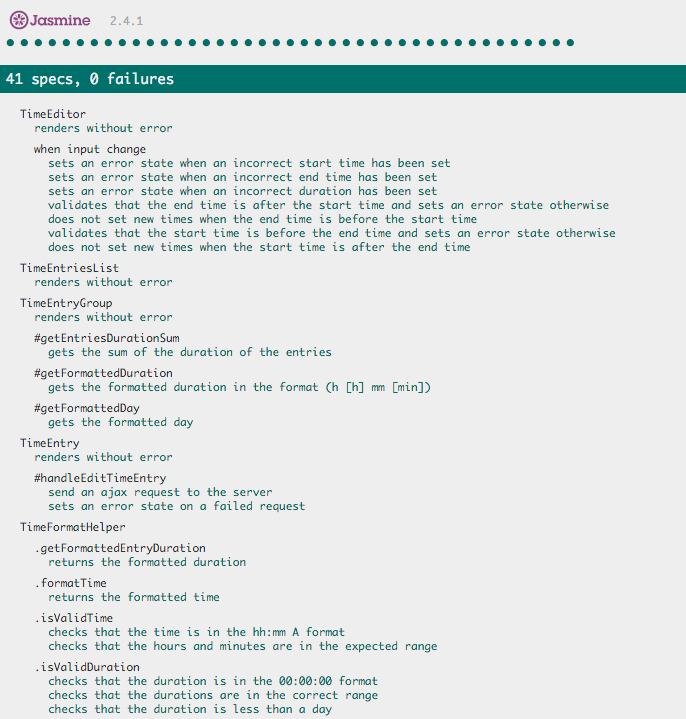 Jasmine 2.4.1
41 specs, 0 failures
TimeEditor
renders without error
when input change
sets an error state when an incorrect start time has been set
sets an error state when an incorrect end time has been set
sets an error state when an incorrect duration has been set
validates that the end time is after the start time and sets an error state otherwise
does not set new times when the end time is before the start time
validates that the start time is before the end time and sets an error state otherwise
does not set new times when the start time is after the end time
TimeEntriesList
renders without error
TimeEntryGroup
renders without error
#getEntriesDurationSum
gets the sum of the duration of the entries
#getFormattedDuration
gets the formatted duration in the format (h [h] mm [min])
#getFormattedDay
gets the formatted day
TimeEntry
renders without error
#handleEditTimeEntry
send an ajax request to the server
sets an error state on a failed request
TimeFormatHelper
.getFormattedEntryDuration
returns the formatted duration
.formatTime
returns the formatted time
.isValidTime
checks that the time is in the hh:mm A format
checks that the hours and minutes are in the expected range
.isValidDuration
checks that the duration is in the 00:00:00 format
checks that the durations are in the correct range
checks that the duration is less than a day